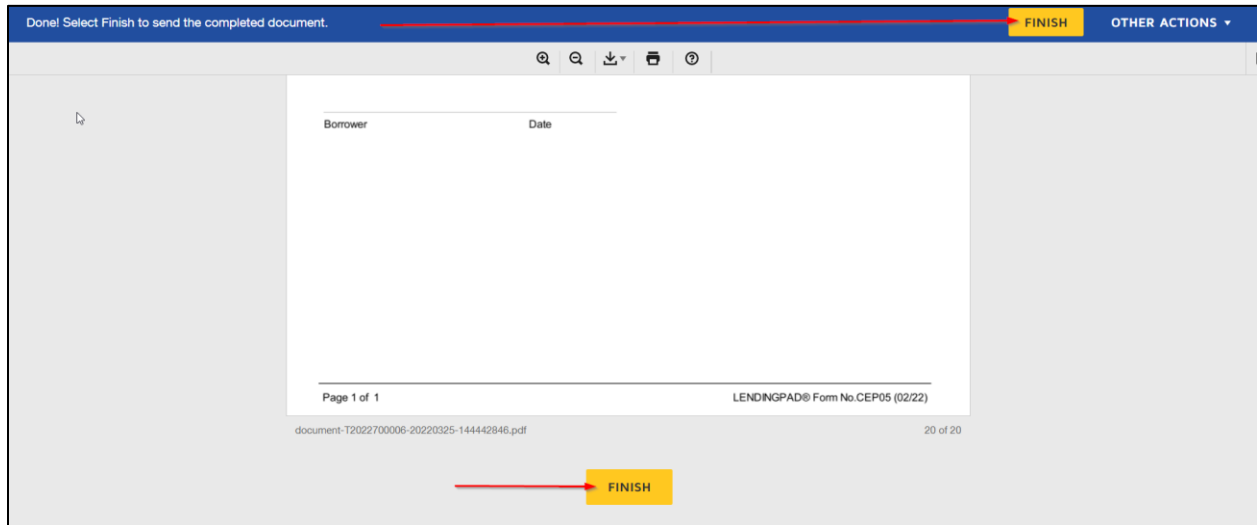 Done! Select Finish to send the completed document. FINISH OTHER ACTIONS
Borrower Date
Page 1 of 1 LENDINGPAD® Form No.CEP05 (02/22)
document-T2022700006-20220325-144442846.pdf 20 of 20
FINISH